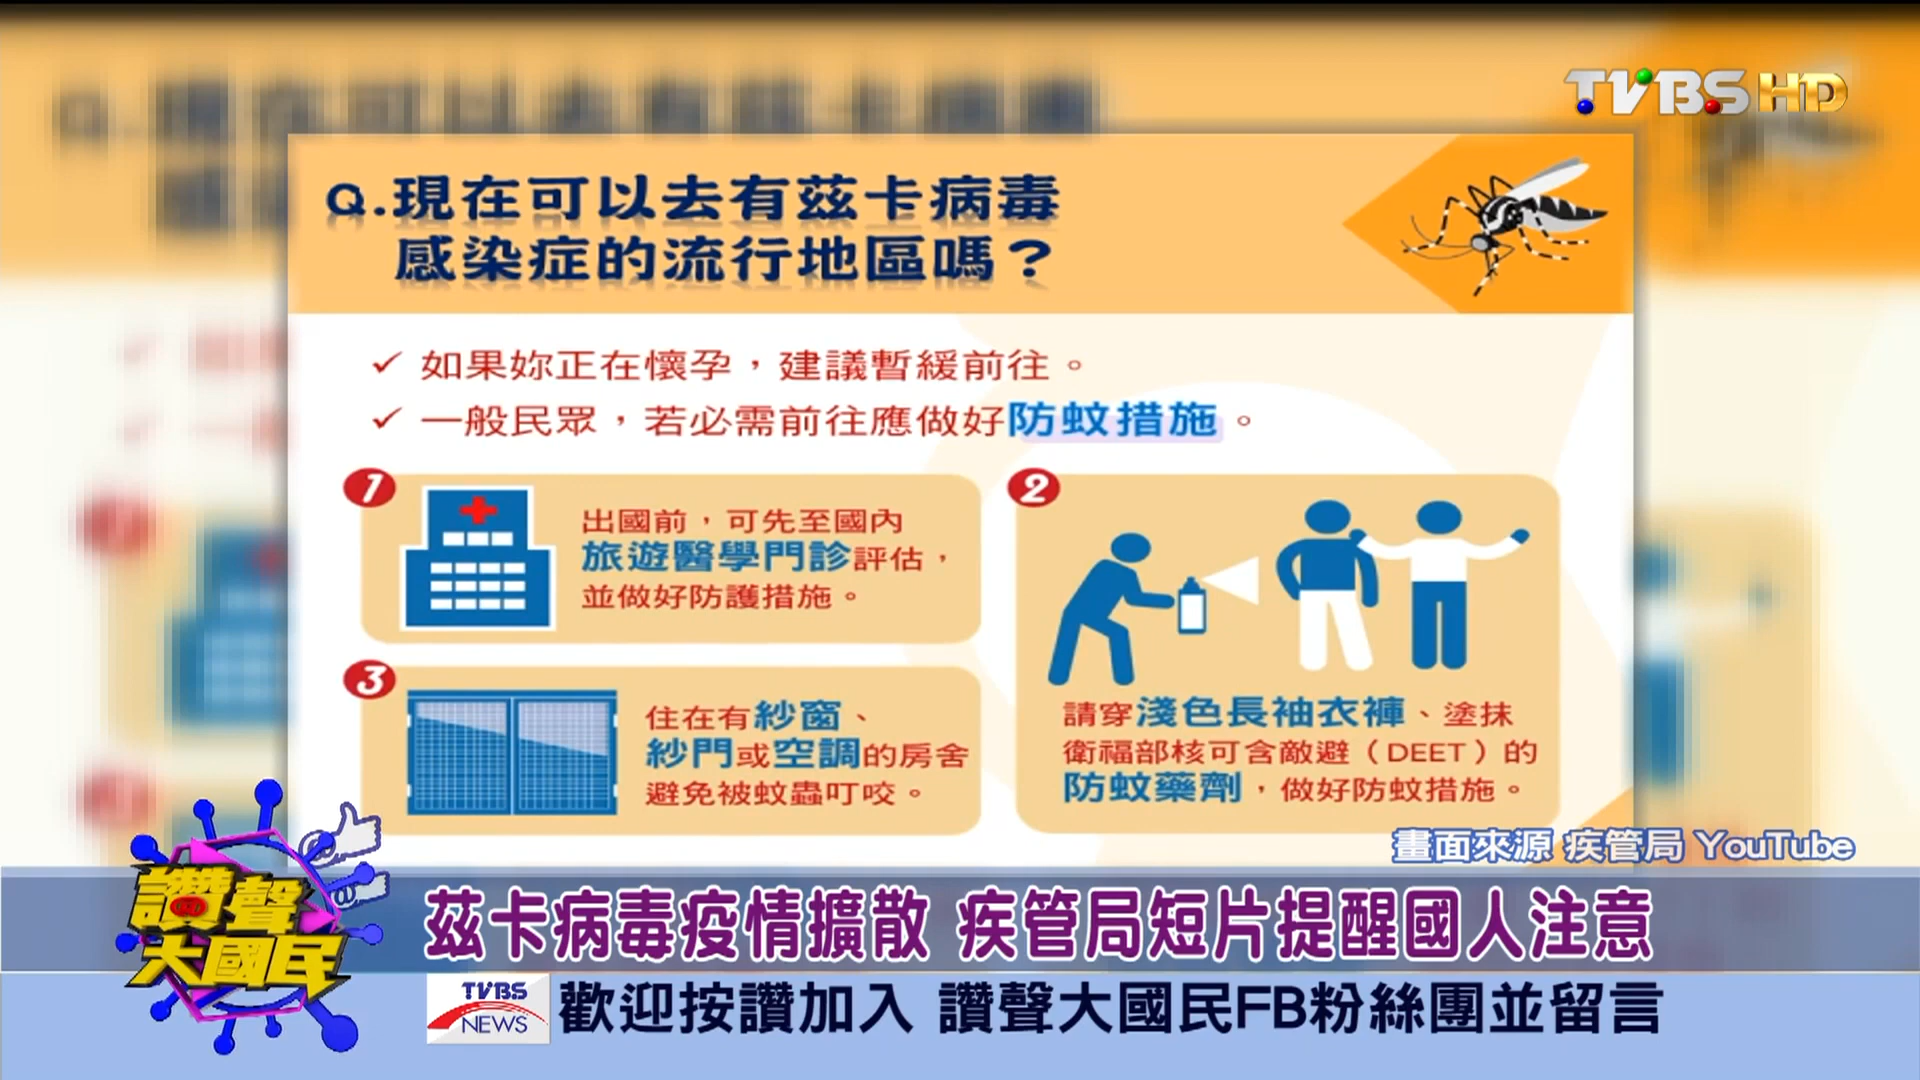 TVBS HD
Q.現在可以去有茲卡病毒
感染症的流行地區嗎？
✓ 如果妳正在懷孕，建議暫緩前往。
✓ 一般民眾，若必需前往應做好防蚊措施。
1
出國前，可先至國內
旅遊醫學門診評估，
並做好防護措施。
2
請穿淺色長袖衣褲、塗抹
衛福部核可含敵避（DEET）的
防蚊藥劑，做好防蚊措施。
3
住在有紗窗、
紗門或空調的房舍
避免被蚊蟲叮咬。
畫面來源 疾管局 YouTube
讚聲
大國民
茲卡病毒疫情擴散 疾管局短片提醒國人注意
TVBS
NEWS
歡迎按讚加入 讚聲大國民FB粉絲團並留言